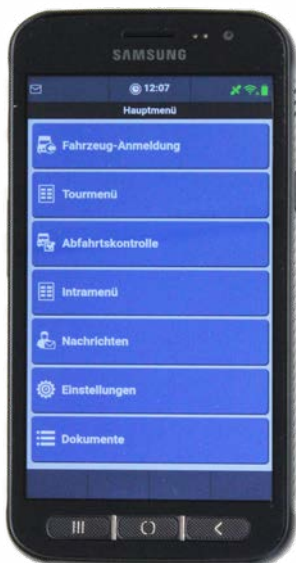 SAMSUNG
12:07
Hauptmenü
Fahrzeug-Anmeldung
Tourmenü
Abfahrtskontrolle
Intramenü
Nachrichten
Einstellungen
Dokumente